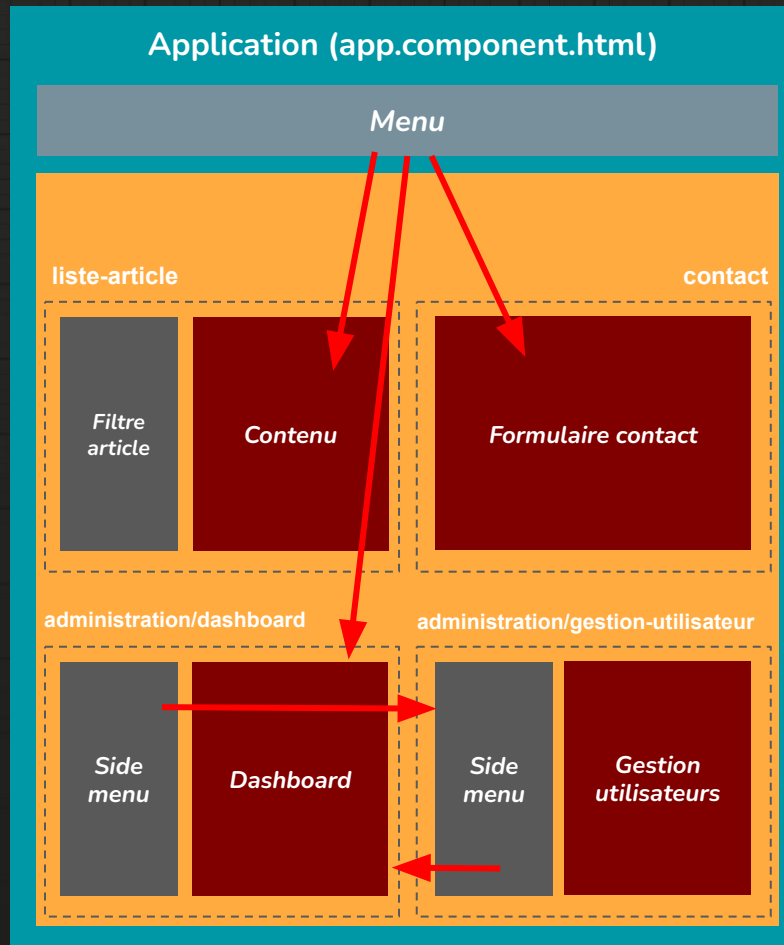 Application (app.component.html)
Menu
liste-article
contact
Filtre
article
Contenu
Formulaire contact
administration/dashboard
administration/gestion-utilisateur
Side
menu
Dashboard
Side
menu
Gestion
utilisateurs